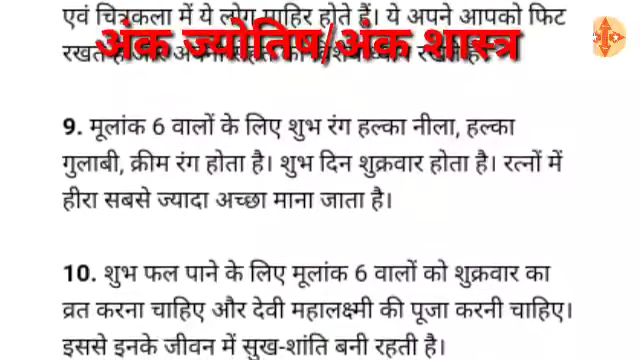 एवं चित्रकला में ये लोग माहिर होते हैं। ये अपने आपको फिट
अंक ज्योतिष/अंक शास्त्र
रखते
9. मूलांक 6 वालों के लिए शुभ रंग हल्का नीला, हल्का
गुलाबी, क्रीम रंग होता है। शुभ दिन शुक्रवार होता है। रत्नों में
हीरा सबसे ज्यादा अच्छा माना जाता है।
10. शुभ फल पाने के लिए मूलांक 6 वालों को शुक्रवार का
व्रत करना चाहिए और देवी महालक्ष्मी की पूजा करनी चाहिए।
इससे इनके जीवन में सुख-शांति बनी रहती है।